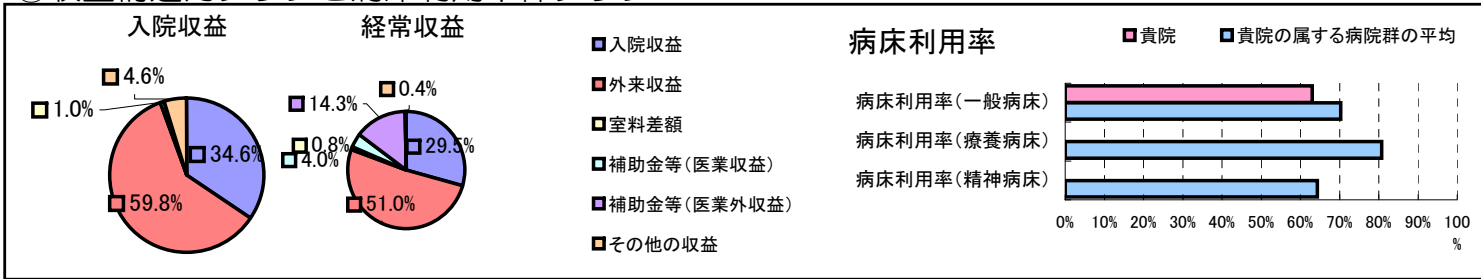 入院収益
4.6%
1.0%
34.6%
59.8%
経常収益
0.4%
14.3%
0.8%
4.0%
29.5%
51.0%
入院収益
外来収益
室料差額
補助金等(医業収益)
補助金等(医業外収益)
その他の収益
病床利用率
貴院
貴院の属する病院群の平均
病床利用率(一般病床)
病床利用率(療養病床)
病床利用率(精神病床)
0% 10% 20% 30% 40% 50% 60% 70% 80% 90% 100
%